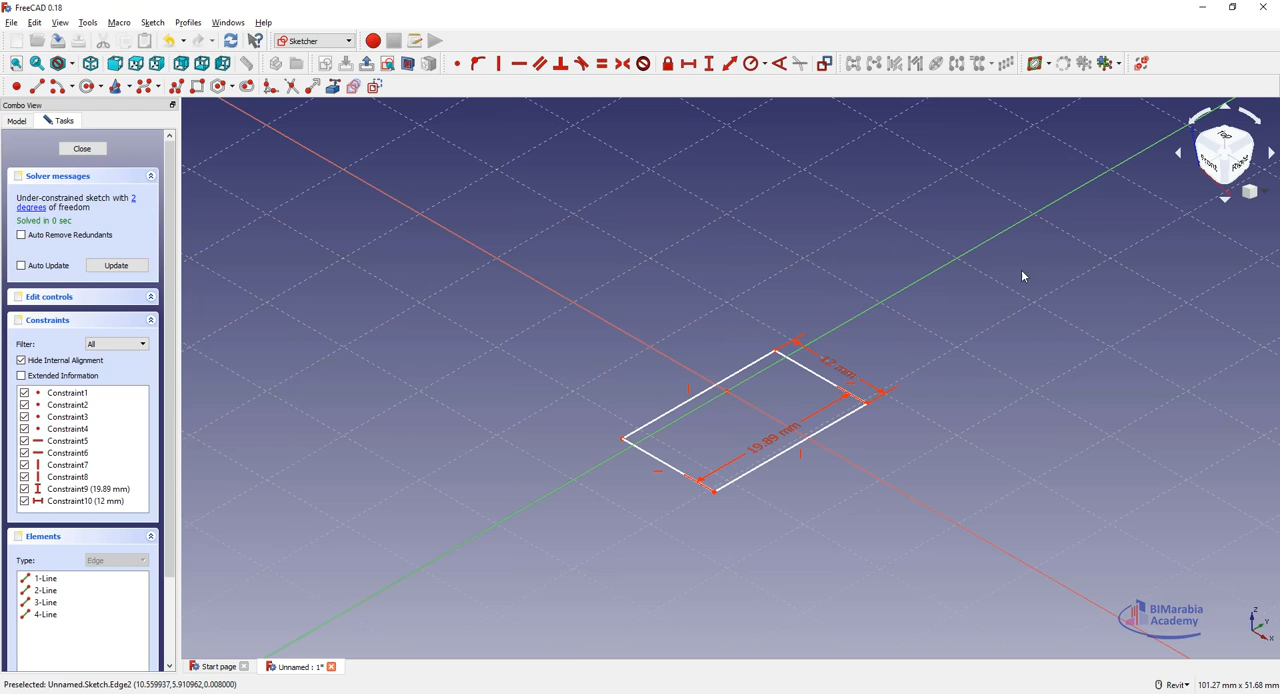 FreeCAD 0.18
File Edit View Tools Macro Sketch Profiles Windows Help
Sketcher
Combo View
Model Tasks
Close
Solver messages
Under-constrained sketch with 2
degrees of freedom
Solved in 0 sec
Auto Remove Redundants
Auto Update Update
Edit controls
Constraints
Filter: All
Hide Internal Alignment
Extended Information
Constraint1
Constraint2
Constraint3
Constraint4
Constraint5
Constraint6
Constraint7
Constraint8
Constraint9 (19.89 mm)
Constraint10 (12 mm)
Elements
Type: Edge
1-Line
2-Line
3-Line
4-Line
12 mm
19.89 mm
Top
Front
Right
BIMarabia
Academy
Z
Y
X
Start page Unnamed : 1*
Preselected: Unnamed.Sketch.Edge2 (10.559937,5.910962,0.008000)
Revit 101.27 mm x 51.68 mm